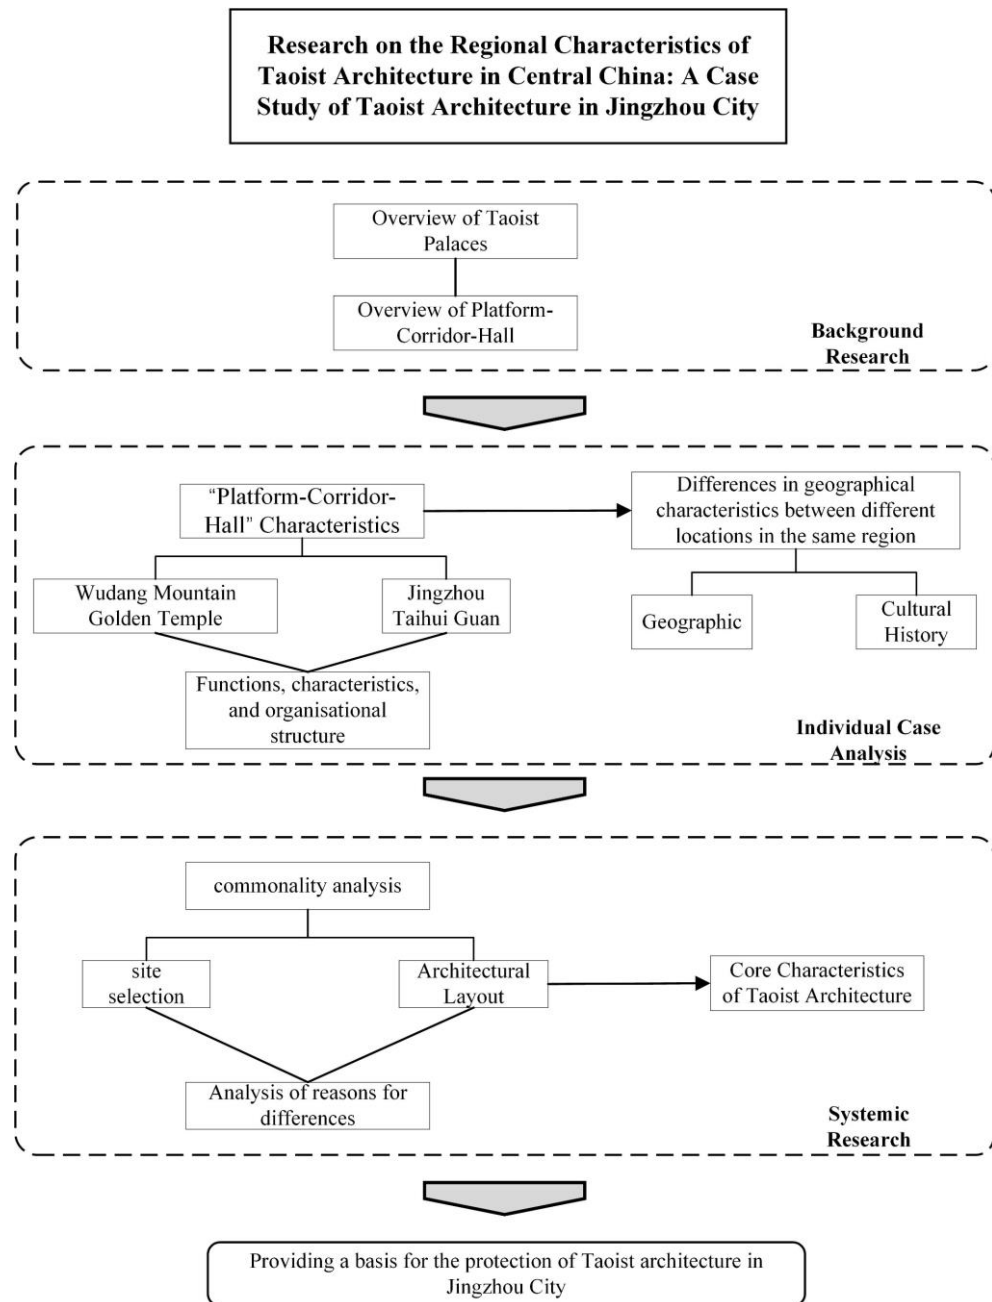 Research on the Regional Characteristics of
Taoist Architecture in Central China: A Case
Study of Taoist Architecture in Jingzhou City
Overview of Taoist
Palaces
Overview of Platform-
Corridor-Hall
Background
Research
“Platform-Corridor-
Hall” Characteristics
Differences in geographical
characteristics between different
locations in the same region
Wudang Mountain
Golden Temple
Jingzhou
Taihui Guan
Geographic
Cultural
History
Functions, characteristics,
and organisational
structure
Individual Case
Analysis
commonality analysis
site
selection
Architectural
Layout
Core Characteristics
of Taoist Architecture
Analysis of reasons for
differences
Systemic
Research
Providing a basis for the protection of Taoist architecture in
Jingzhou City